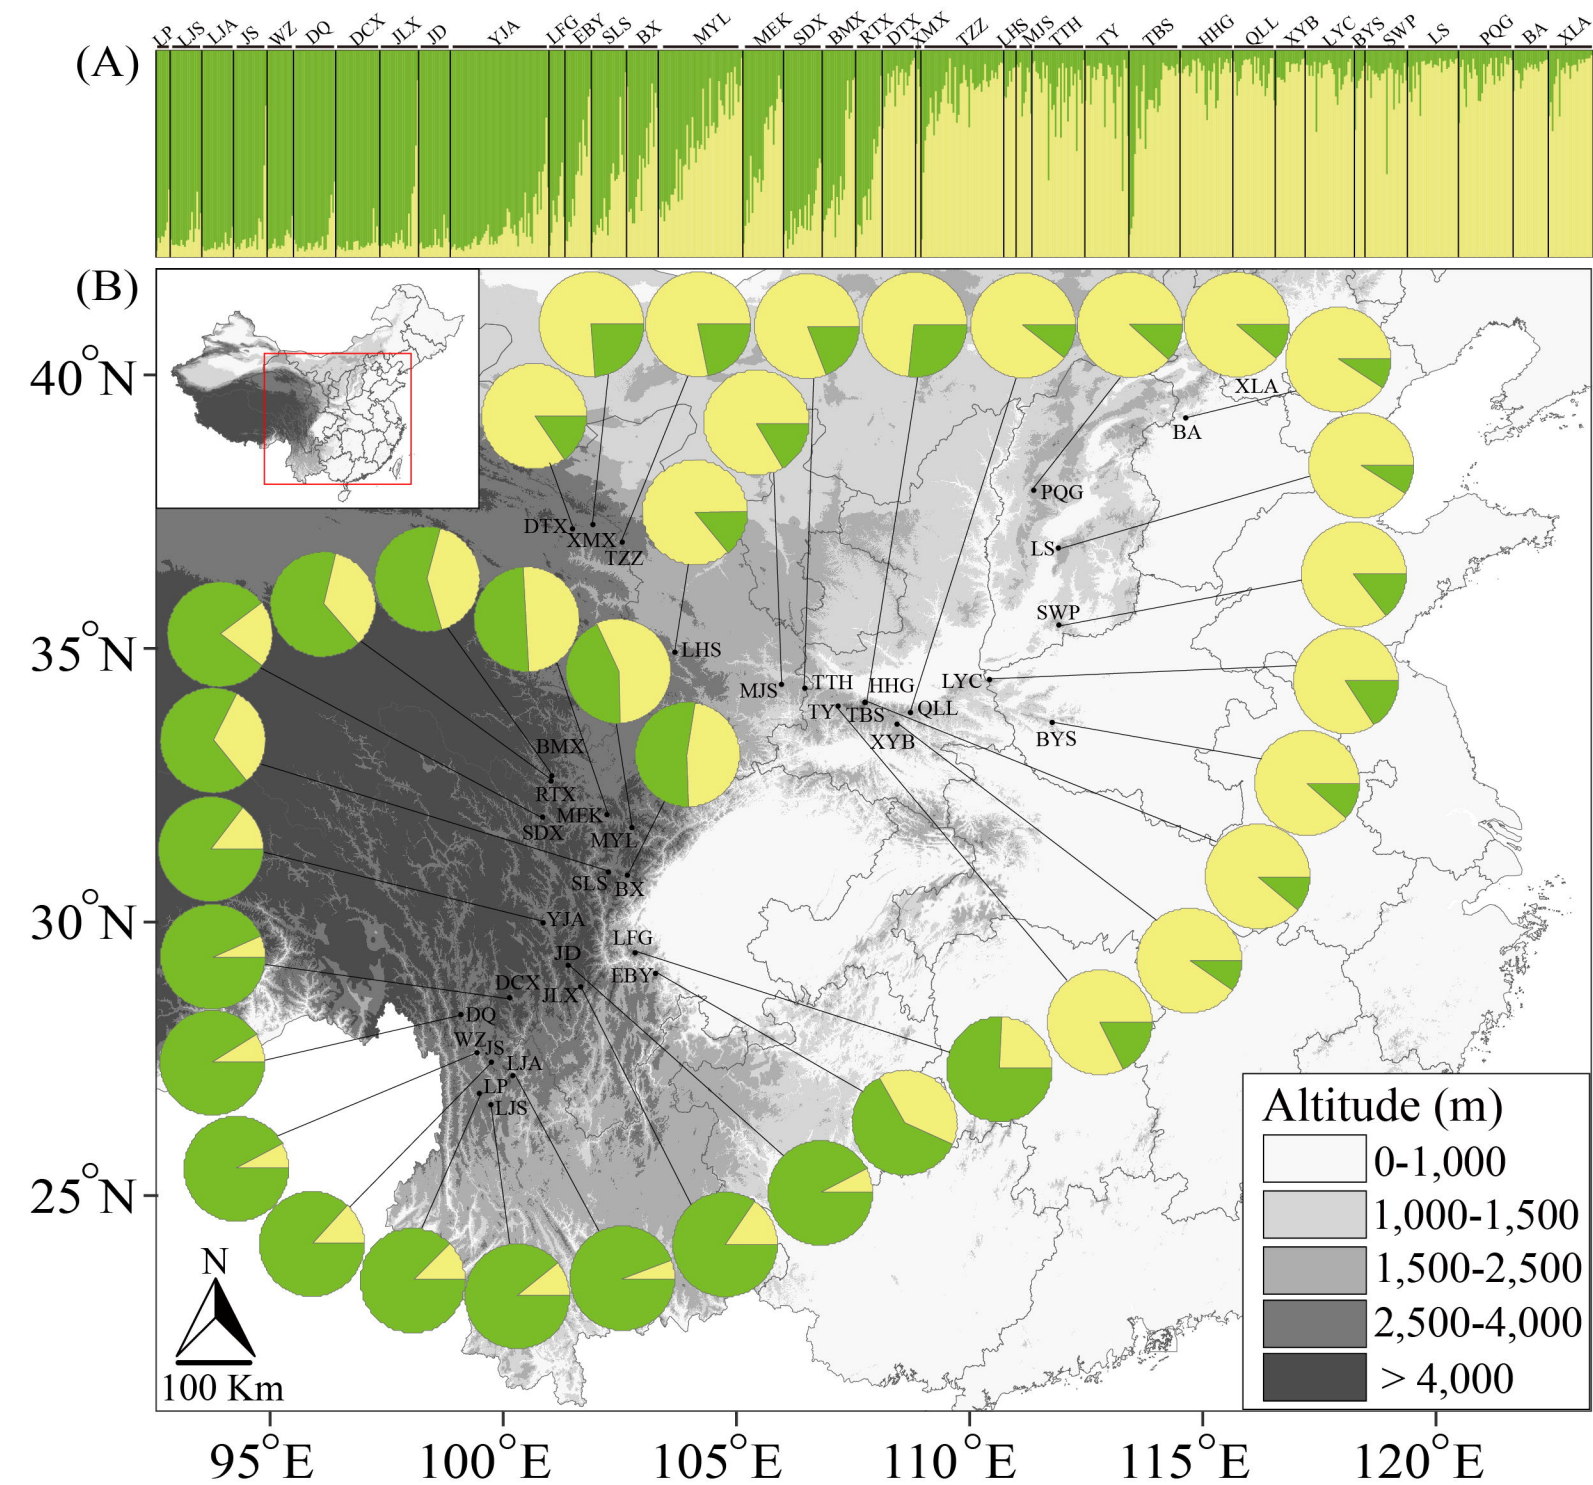 LP LJS LJA JS WZ DQ DCX JLX JD YJA LFG EBY SLS BX MYL MEK SDX BMX RTX DTX XMX TZZ LHS MJS TTH TY TBS HHG QLL XYB LYC BYS SWP LS PQG BA XLA
(A)
(B)
40°N
XLA
BA
PQG
DTX
XMX
TZZ
LS
SWP
35°N
LHS
MJS
TTH
HHG
LYC
TY
TBS
QLL
XYB
BYS
BMX
RTX
MEK
SDX
MYL
SLS
BX
30°N
YJA
LFG
JD
EBY
DCX
JLX
DQ
WZ
JS
LJA
LP
LJS
25°N
N
100 Km
Altitude (m)
0-1,000
1,000-1,500
1,500-2,500
2,500-4,000
> 4,000
95°E 100°E 105°E 110°E 115°E 120°E